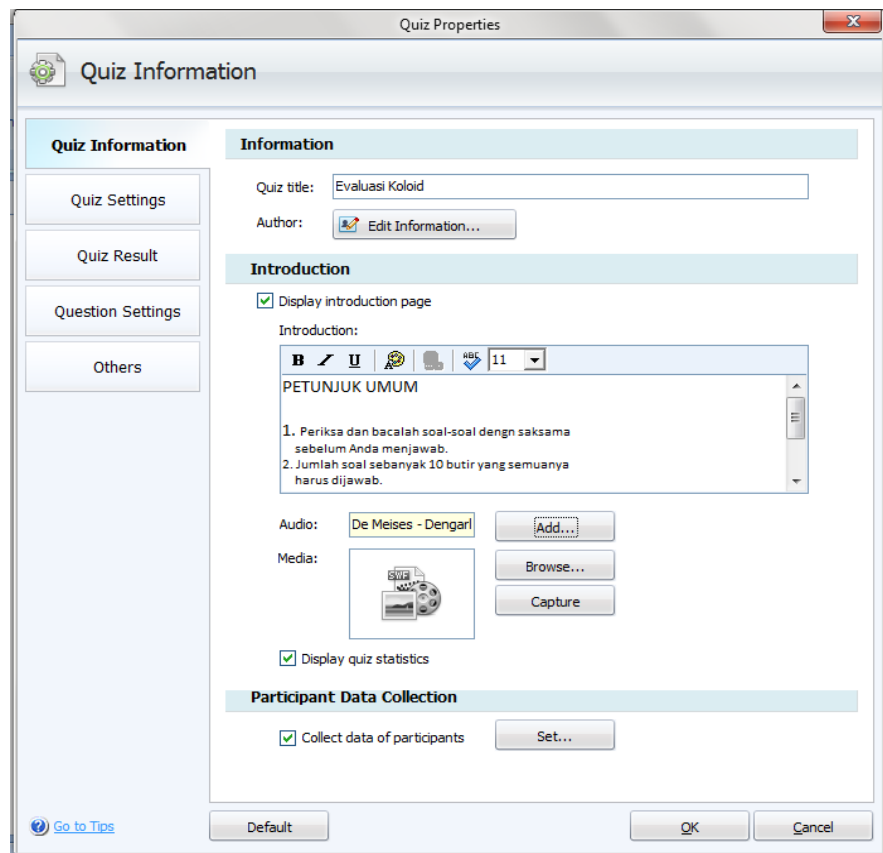 Quiz Properties
Quiz Information
Quiz Information
Quiz Settings
Quiz Result
Question Settings
Others
Information
Quiz title: Evaluasi Koloid
Author: Edit Information...
Introduction
Display introduction page
Introduction:
B I U ABC 11
PETUNJUK UMUM
1. Periksa dan bacalah soal-soal dengn saksama
sebelum Anda menjawab.
2. Jumlah soal sebanyak 10 butir yang semuanya
harus dijawab.
Audio: De Meises - Dengarl Add...
Media: SWF Browse...
Capture
Display quiz statistics
Participant Data Collection
Collect data of participants Set...
Go to Tips Default OK Cancel